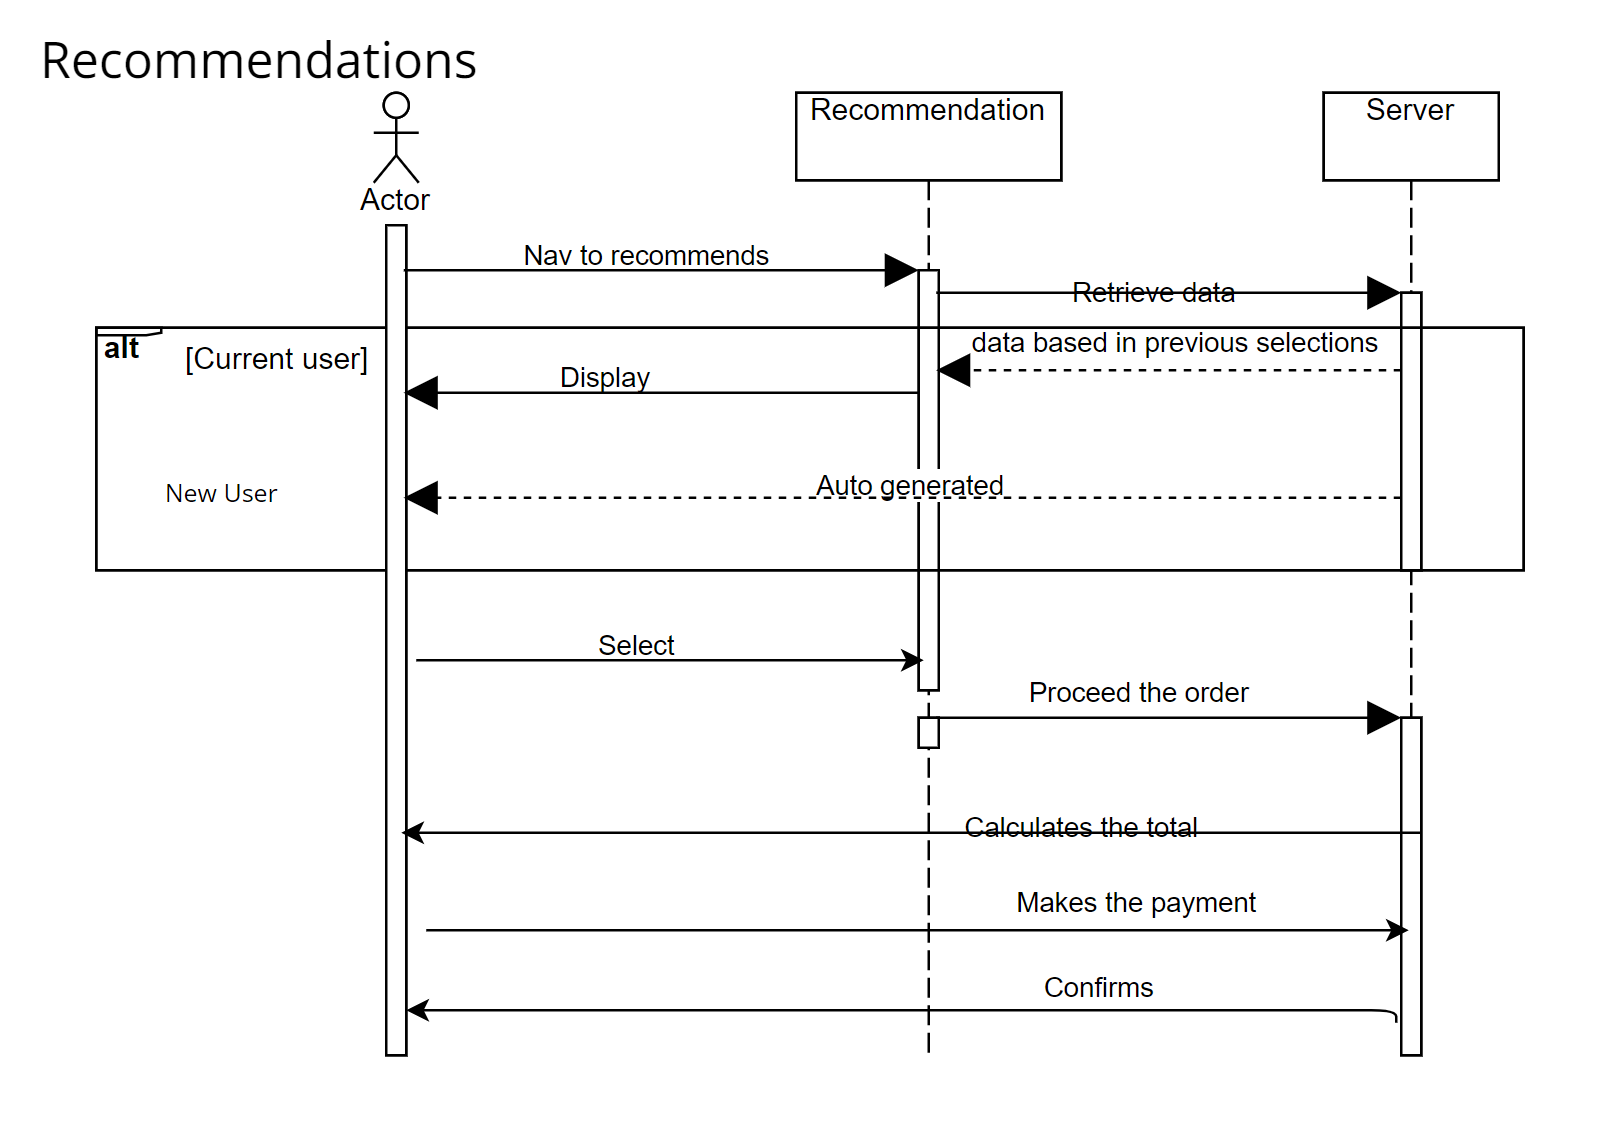 Recommendations
Actor
Recommendation
Server
Nav to recommends
Retrieve data
alt
[Current user]
data based in previous selections
Display
New User
Auto generated
Select
Proceed the order
Calculates the total
Makes the payment
Confirms